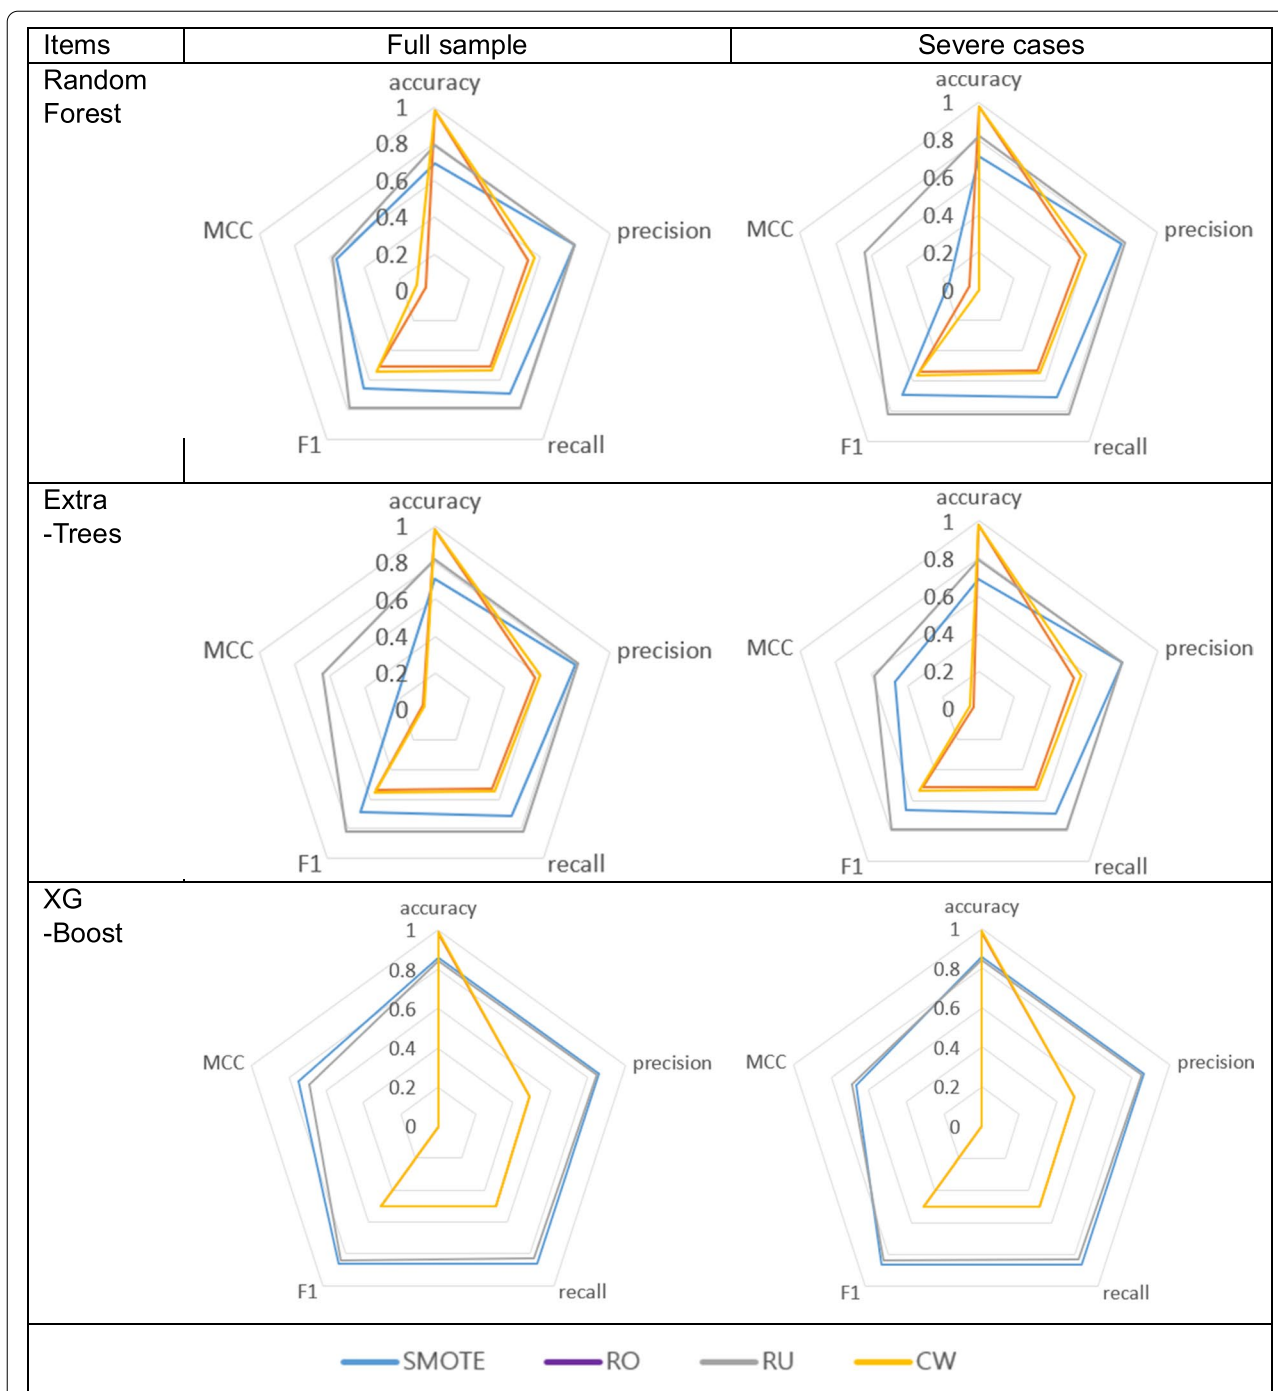 Items Full sample Severe cases
Random
Forest
accuracy
1
0.8
0.6
0.4
0.2
0
MCC
precision
F1
recall
accuracy
1
0.8
0.6
0.4
0.2
0
MCC
precision
F1
recall
Extra
-Trees
accuracy
1
0.8
0.6
0.4
0.2
0
MCC
precision
F1
recall
accuracy
1
0.8
0.6
0.4
0.2
0
MCC
precision
F1
recall
XG
-Boost
accuracy
1
0.8
0.6
0.4
0.2
0
MCC
precision
F1
recall
accuracy
1
0.8
0.6
0.4
0.2
0
MCC
precision
F1
recall
SMOTE RO RU CW